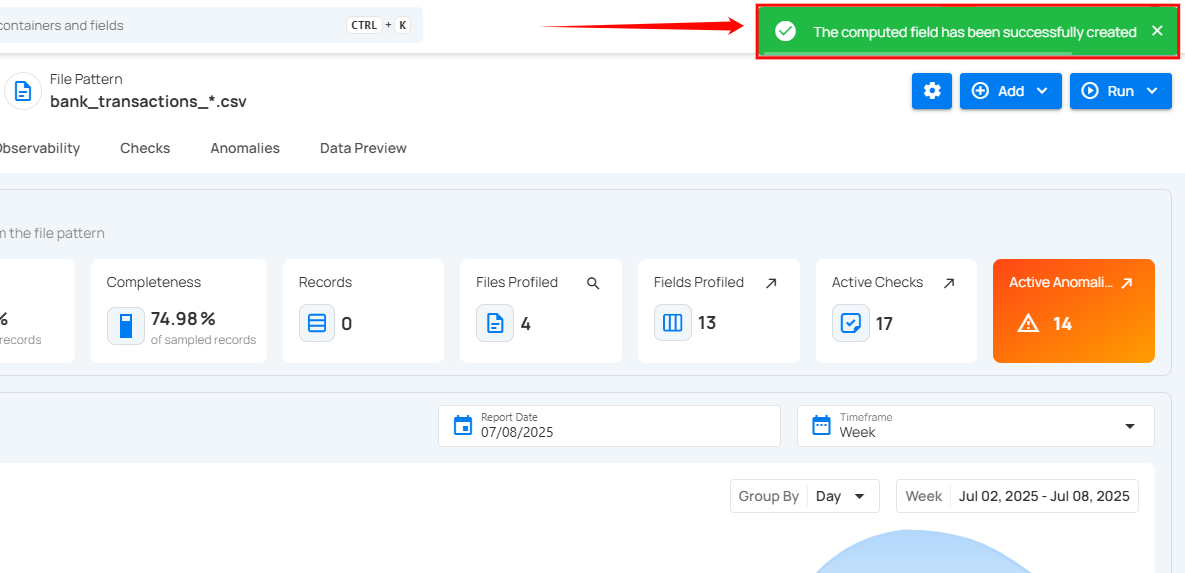 containers and fields
CTRL + K
The computed field has been successfully created
File Pattern
bank_transactions_*.csv
Add
Run
Observability
Checks
Anomalies
Data Preview
the file pattern
Completeness
Records
Files Profiled
Fields Profiled
Active Checks
Active Anomali...
%
records
74.98%
of sampled records
0
4
13
17
14
Report Date
07/08/2025
Timeframe
Week
Group By
Day
Week
Jul 02, 2025 - Jul 08, 2025